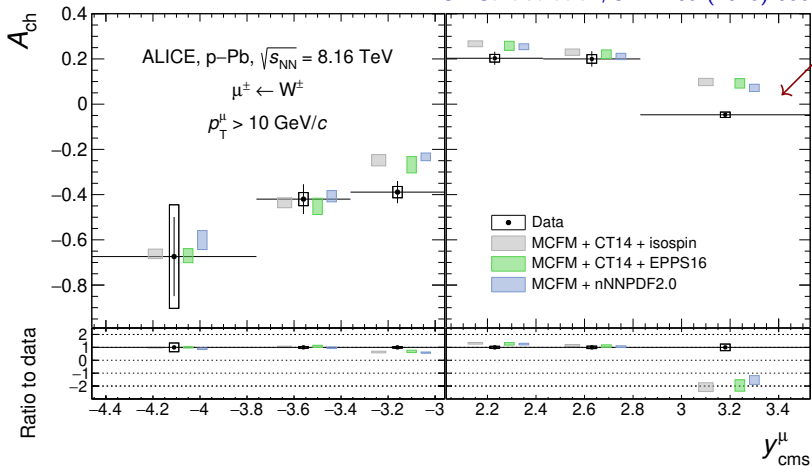 A_ch
ALICE, p–Pb, √s_NN = 8.16 TeV
μ± ← W±
p_T^μ > 10 GeV/c
0.4
0.2
0
−0.2
−0.4
−0.6
−0.8
Data
MCFM + CT14 + isospin
MCFM + CT14 + EPPS16
MCFM + nNNPDF2.0
Ratio to data
2
1
0
−1
−2
−4.4 −4.2 −4 −3.8 −3.6 −3.4 −3.2 −3 2.2 2.4 2.6 2.8 3 3.2 3.4
y_cms^μ